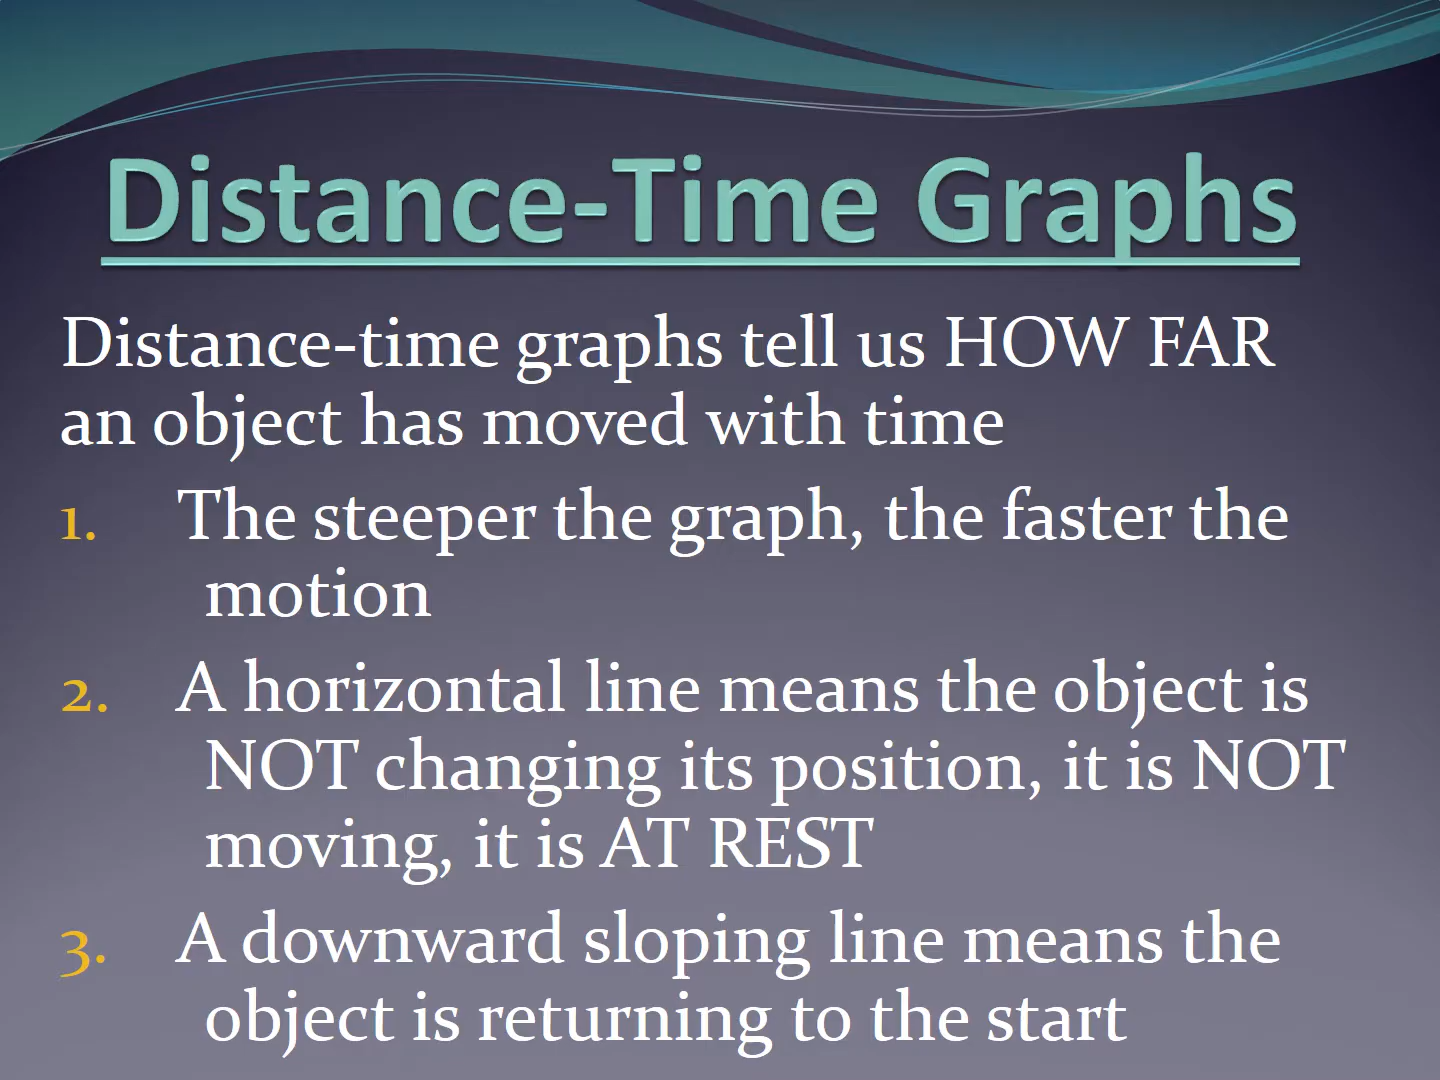 Distance-Time Graphs
Distance-time graphs tell us HOW FAR
an object has moved with time
1. The steeper the graph, the faster the
motion
2. A horizontal line means the object is
NOT changing its position, it is NOT
moving, it is AT REST
3. A downward sloping line means the
object is returning to the start